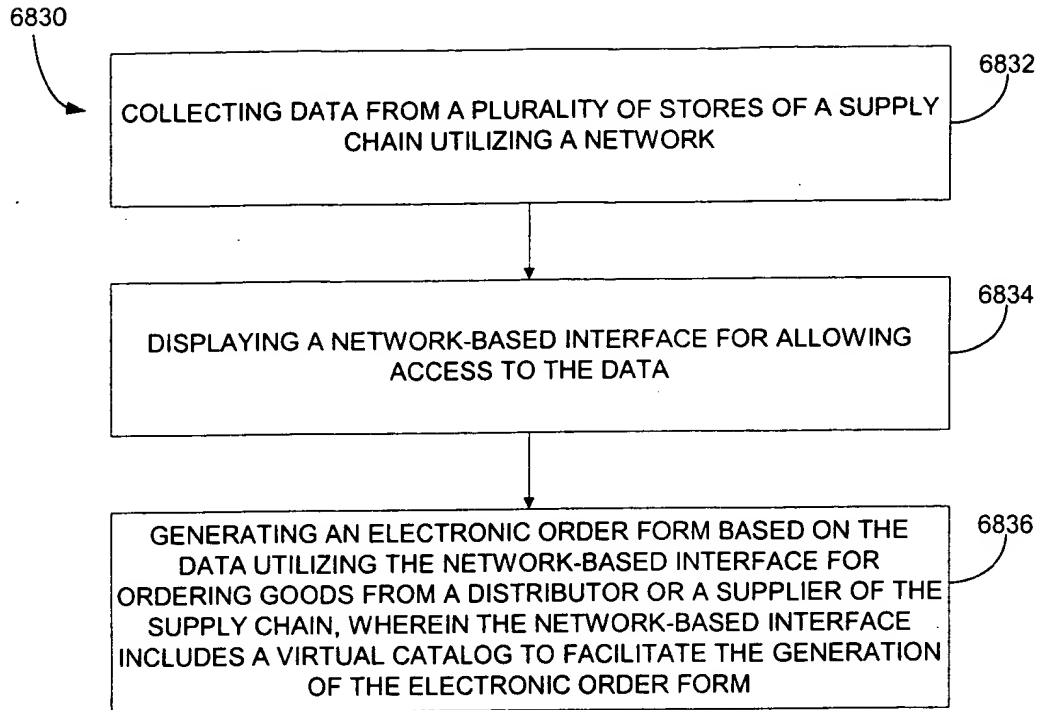 6830
6832
COLLECTING DATA FROM A PLURALITY OF STORES OF A SUPPLY
CHAIN UTILIZING A NETWORK
6834
DISPLAYING A NETWORK-BASED INTERFACE FOR ALLOWING
ACCESS TO THE DATA
6836
GENERATING AN ELECTRONIC ORDER FORM BASED ON THE
DATA UTILIZING THE NETWORK-BASED INTERFACE FOR
ORDERING GOODS FROM A DISTRIBUTOR OR A SUPPLIER OF THE
SUPPLY CHAIN, WHEREIN THE NETWORK-BASED INTERFACE
INCLUDES A VIRTUAL CATALOG TO FACILITATE THE GENERATION
OF THE ELECTRONIC ORDER FORM